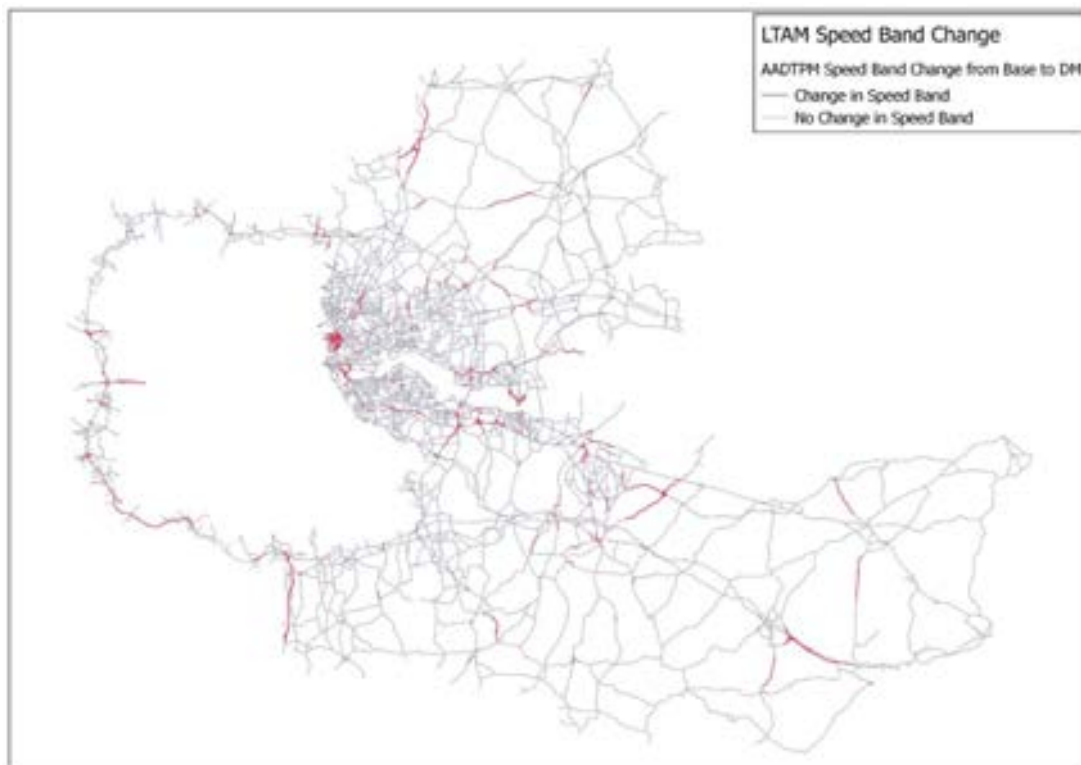 LTAM Speed Band Change
AADTPM Speed Band Change from Base to DM
Change in Speed Band
No Change in Speed Band